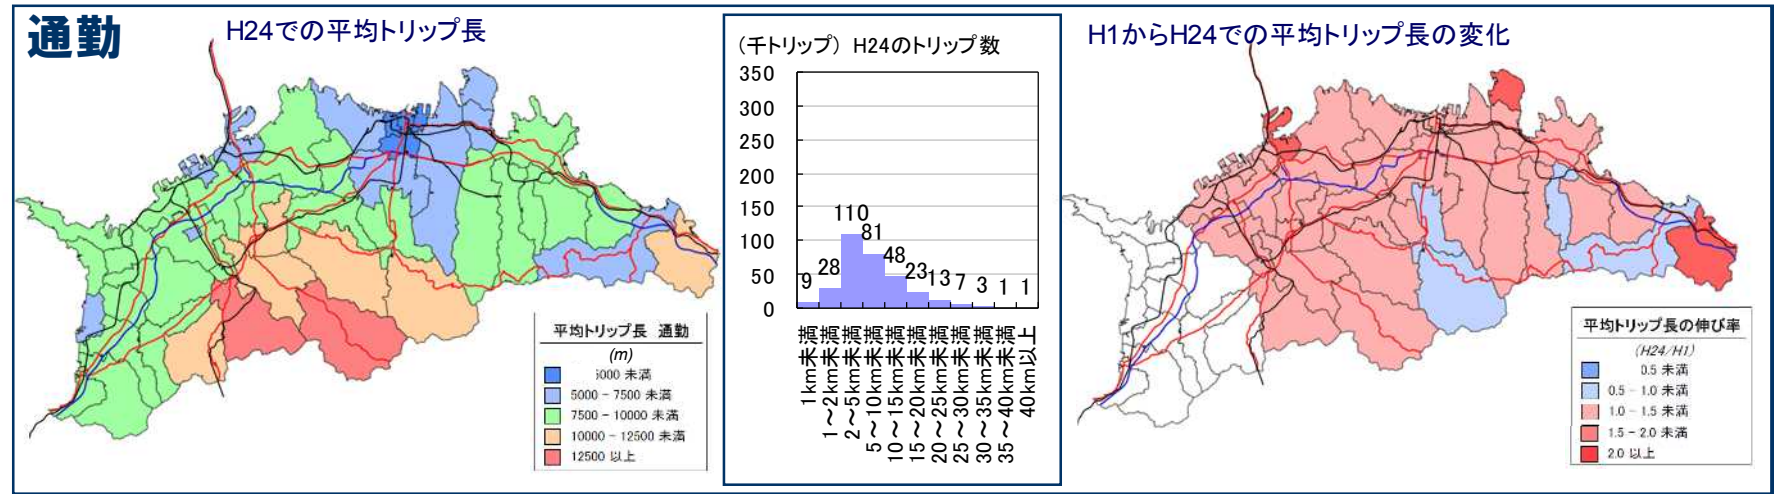 通勤
H24での平均トリップ長
平均トリップ長 通勤
(m)
5000 - 7500 未満
7500 - 10000 未満
10000 - 12500 未満
12500 以上
(千トリップ) H24のトリップ数
350
300
250
200
150
100
50
0
9
28
110
81
48
23
13
7
3
1
1
1km未満
1～2km未満
2～5km未満
5～10km未満
10～15km未満
15～20km未満
20～25km未満
25～30km未満
30～35km未満
35～40km未満
40km以上
H1からH24での平均トリップ長の変化
平均トリップ長の伸び率
(H24/H1)
0.5 未満
0.5 - 1.0 未満
1.0 - 1.5 未満
1.5 - 2.0 未満
2.0 以上